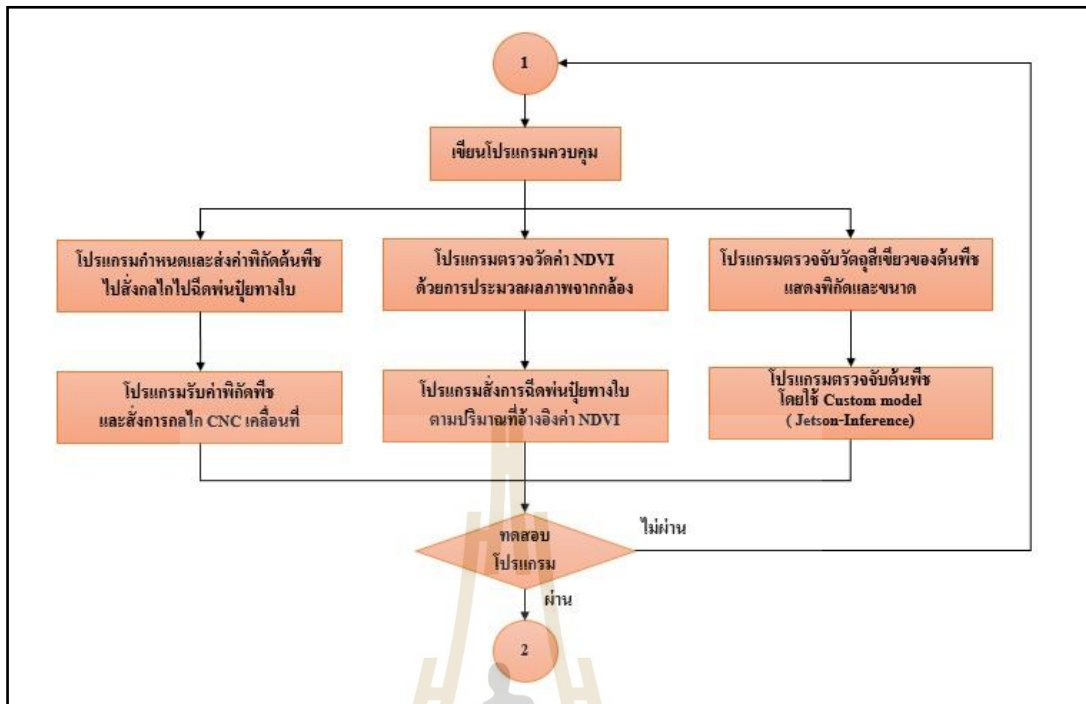 1
เขียนโปรแกรมควบคุม
โปรแกรมกำหนดและส่งค่าพิกัดต้นพืช
ไปสั่งกลไกไปฉีดพ่นปุ๋ยทางใบ
โปรแกรมตรวจวัดค่า NDVI
ด้วยการประมวลผลภาพจากกล้อง
โปรแกรมตรวจจับวัตถุสีเขียวของต้นพืช
แสดงพิกัดและขนาด
โปรแกรมรับค่าพิกัดพืช
และสั่งการกลไก CNC เคลื่อนที่
โปรแกรมสั่งการฉีดพ่นปุ๋ยทางใบ
ตามปริมาณที่อ้างอิงค่า NDVI
โปรแกรมตรวจจับต้นพืช
โดยใช้ Custom model
( Jetson-Inference)
ทดสอบ
โปรแกรม
ไม่ผ่าน
ผ่าน
2